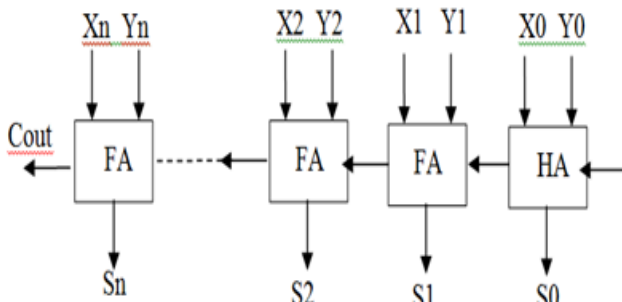 Xn Yn X2 Y2 X1 Y1 X0 Y0
Cout FA FA FA HA
Sn S2 S1 S0